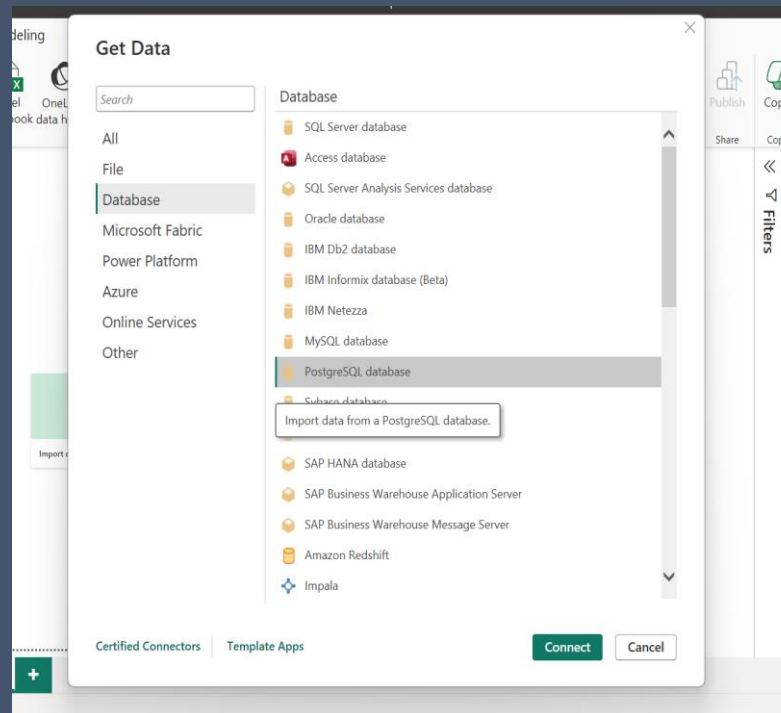 deling
Get Data
Search
All
File
Database
Microsoft Fabric
Power Platform
Azure
Online Services
Other
Database
SQL Server database
Access database
SQL Server Analysis Services database
Oracle database
IBM Db2 database
IBM Informix database (Beta)
IBM Netezza
MySQL database
PostgreSQL database
Sybase database
Import data from a PostgreSQL database.
SAP HANA database
SAP Business Warehouse Application Server
SAP Business Warehouse Message Server
Amazon Redshift
Impala
Certified Connectors
Template Apps
Connect
Cancel
el
OneL
ook
data h
Import
Publish
Share
Cop
Cop
Filters